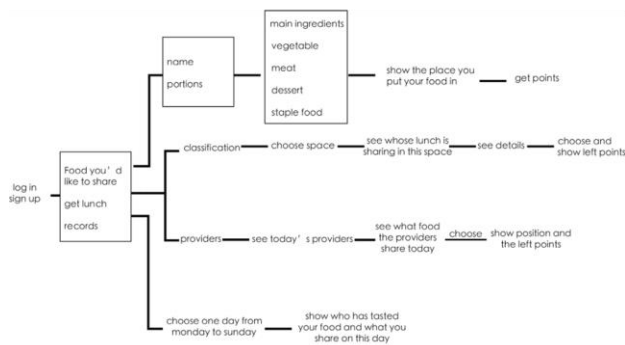 log in
sign up
Food you' d
like to share
get lunch
records
name
portions
main ingredients
vegetable
meat
dessert
staple food
show the place you
put your food in
get points
classification
choose space
see whose lunch is
sharing in this space
see details
choose and
show left points
providers
see today' s providers
see what food
the providers
share today
choose
show position and
the left points
choose one day from
monday to sunday
show who has tasted
your food and what you
share on this day